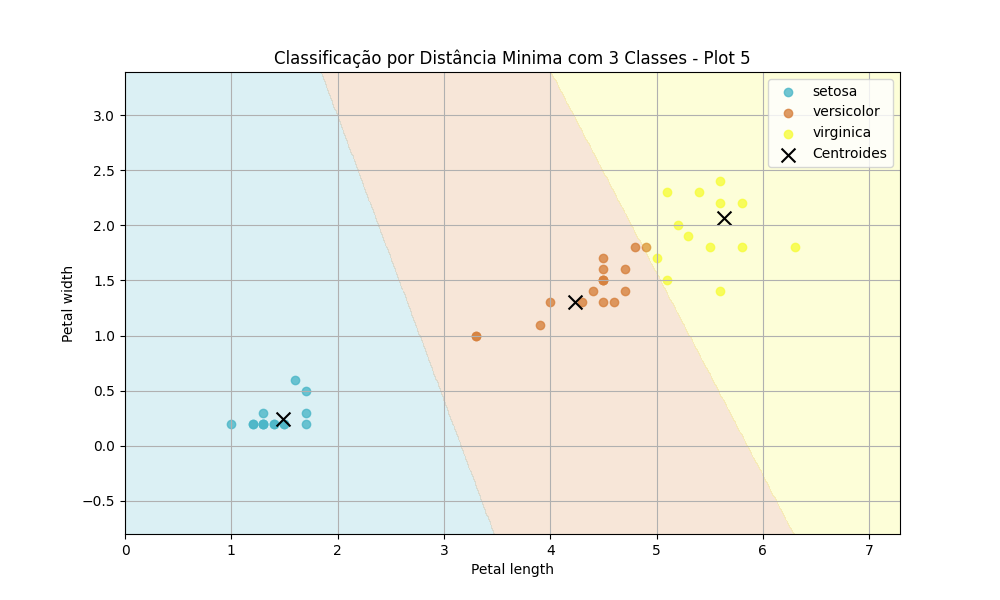 Classificação por Distância Minima com 3 Classes - Plot 5
setosa
versicolor
virginica
Centroides
Petal width
3.0
2.5
2.0
1.5
1.0
0.5
0.0
−0.5
0 1 2 3 4 5 6 7
Petal length